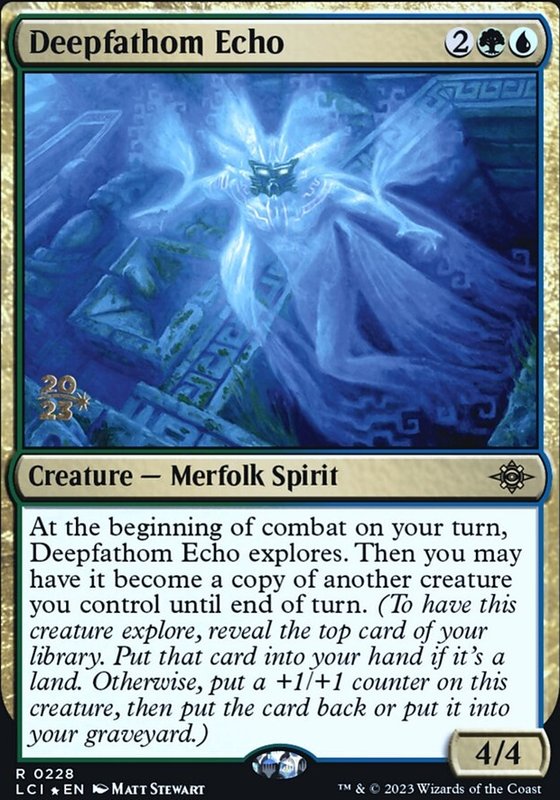 Deepfathom Echo 2
20
23
Creature — Merfolk Spirit
At the beginning of combat on your turn,
Deepfathom Echo explores. Then you may
have it become a copy of another creature
you control until end of turn. (To have this
creature explore, reveal the top card of your
library. Put that card into your hand if it's a
land. Otherwise, put a +1/+1 counter on this
creature, then put the card back or put it into
your graveyard.)
4/4
R 0228
LCI ★ EN MATT STEWART
™ & © 2023 Wizards of the Coast